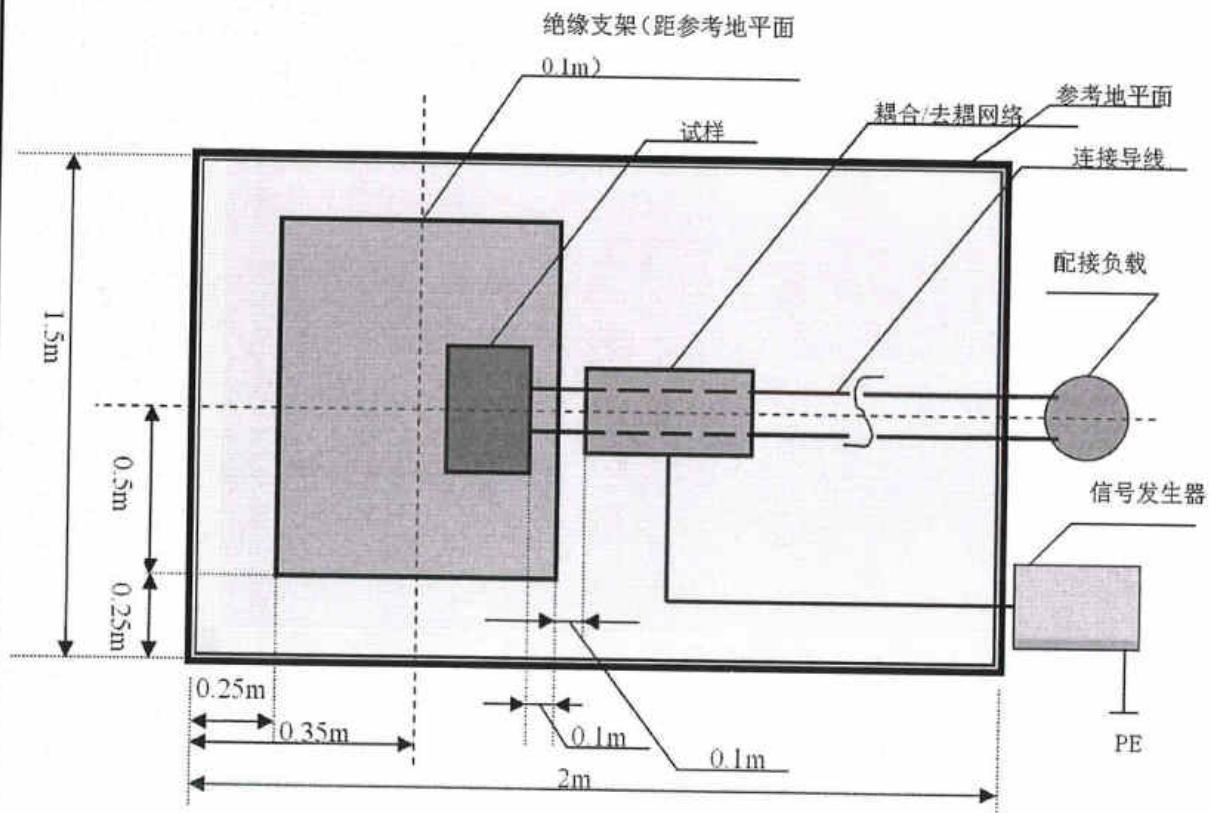 绝缘支架(距参考地平面
0.1m)
参考地平面
耦合/去耦网络
试样
连接导线
配接负载
1.5m
0.5m
信号发生器
0.25m
0.25m
0.35m
0.1m
0.1m
PE
2m